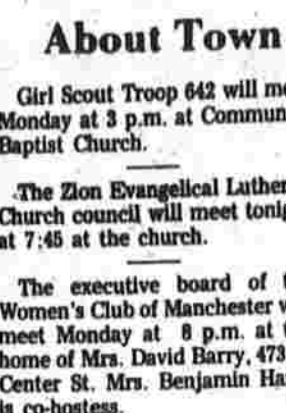 About Town
Girl Scout Troop 642 will me
Monday at 3 p.m. at Commun
Baptist Church.
The Zion Evangelical Luther
Church council will meet tonig
at 7:45 at the church.
The executive board of t
Women's Club of Manchester w
meet Monday at 8 p.m. at t
home of Mrs. David Barry, 473
Center St. Mrs. Benjamin Ha
is co-hostess.